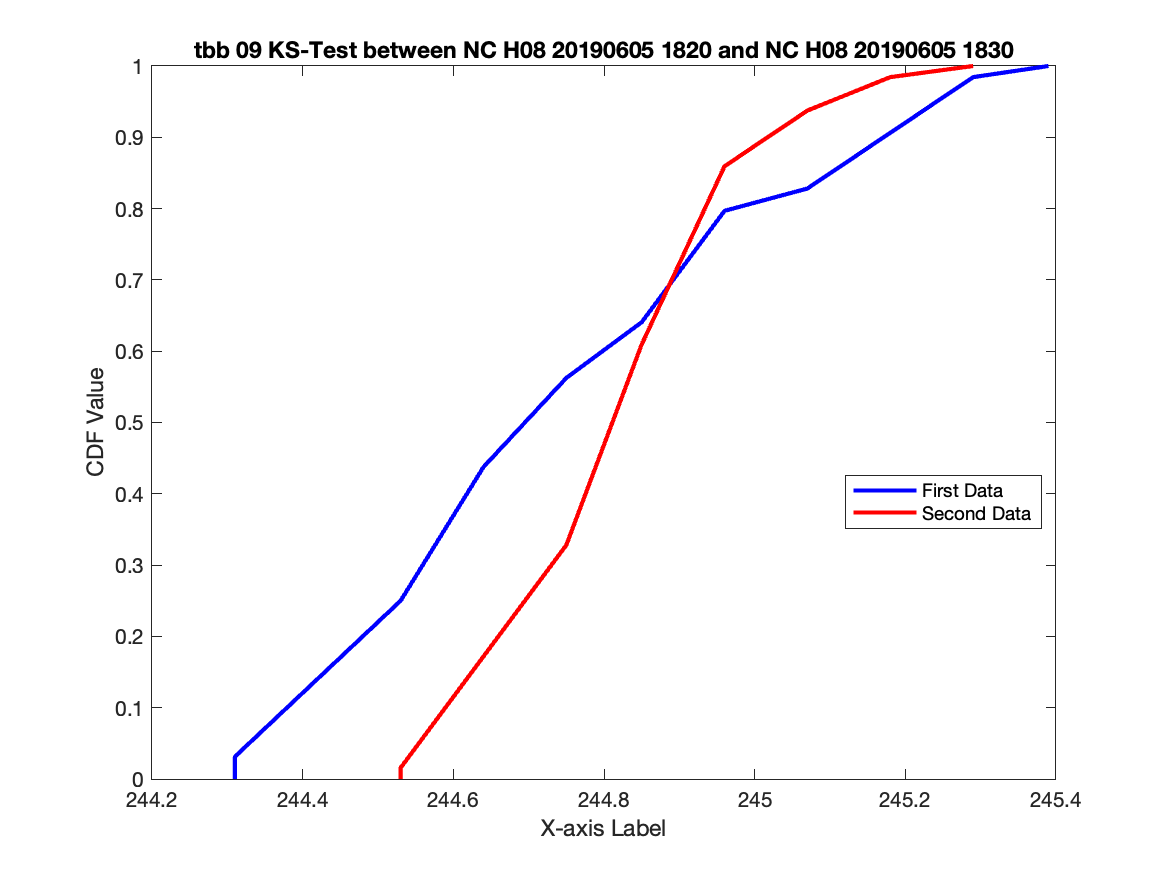 tbb 09 KS-Test between NC H08 20190605 1820 and NC H08 20190605 1830
1
0.9
0.8
0.7
0.6
0.5
0.4
0.3
0.2
0.1
0
CDF Value
First Data
Second Data
244.2 244.4 244.6 244.8 245 245.2 245.4
X-axis Label